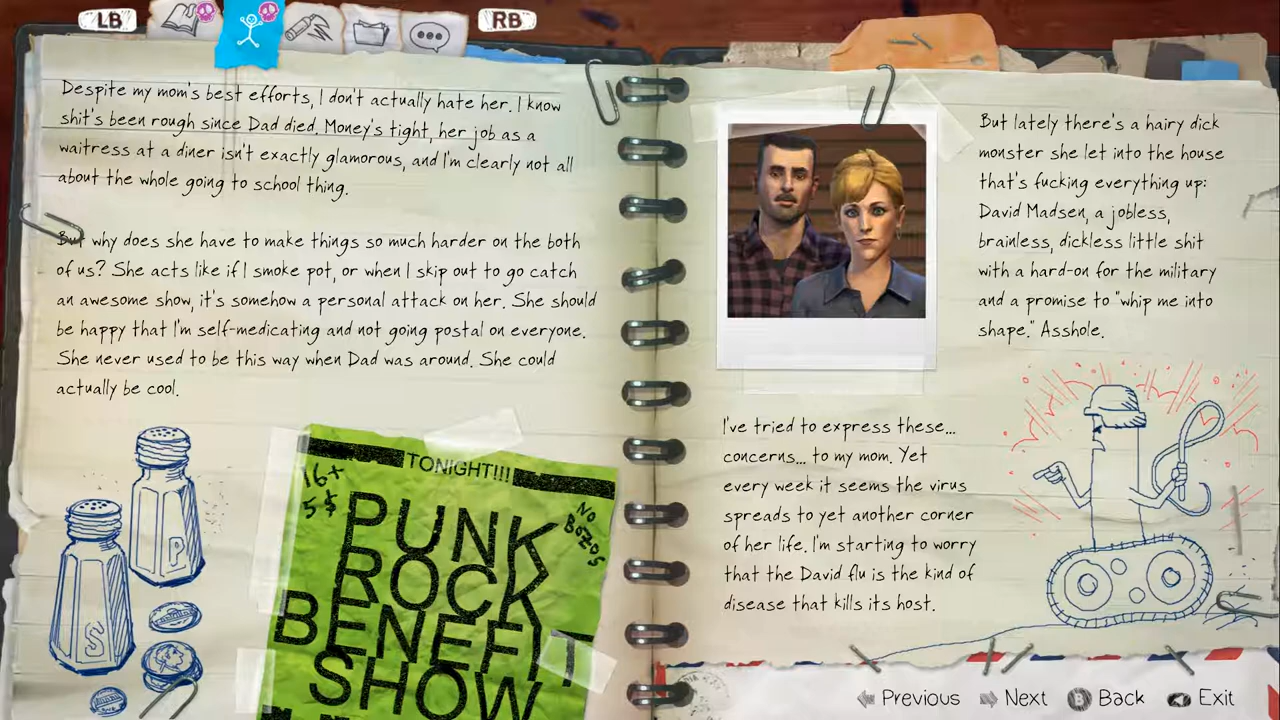 LB
RB
Despite my mom's best efforts, I don't actually hate her. I know
shit's been rough since Dad died. Money's tight, her job as a
waitress at a diner isn't exactly glamorous, and I'm clearly not all
about the whole going to school thing.
But why does she have to make things so much harder on the both
of us? She acts like if I smoke pot, or when I skip out to go catch
an awesome show, it's somehow a personal attack on her. She should
be happy that I'm self-medicating and not going postal on everyone.
She never used to be this way when Dad was around. She could
actually be cool.
P
S
TONIGHT!!!
16+
5$
NO
BOZOS
PUNK
ROCK
BENEFIT
SHOW
But lately there's a hairy dick
monster she let into the house
that's fucking everything up:
David Madsen, a jobless,
brainless, dickless little shit
with a hard-on for the military
and a promise to "whip me into
shape." Asshole.
I've tried to express these...
concerns... to my mom. Yet
every week it seems the virus
spreads to yet another corner
of her life. I'm starting to worry
that the David flu is the kind of
disease that kills its host.
Previous
Next
B Back
Exit